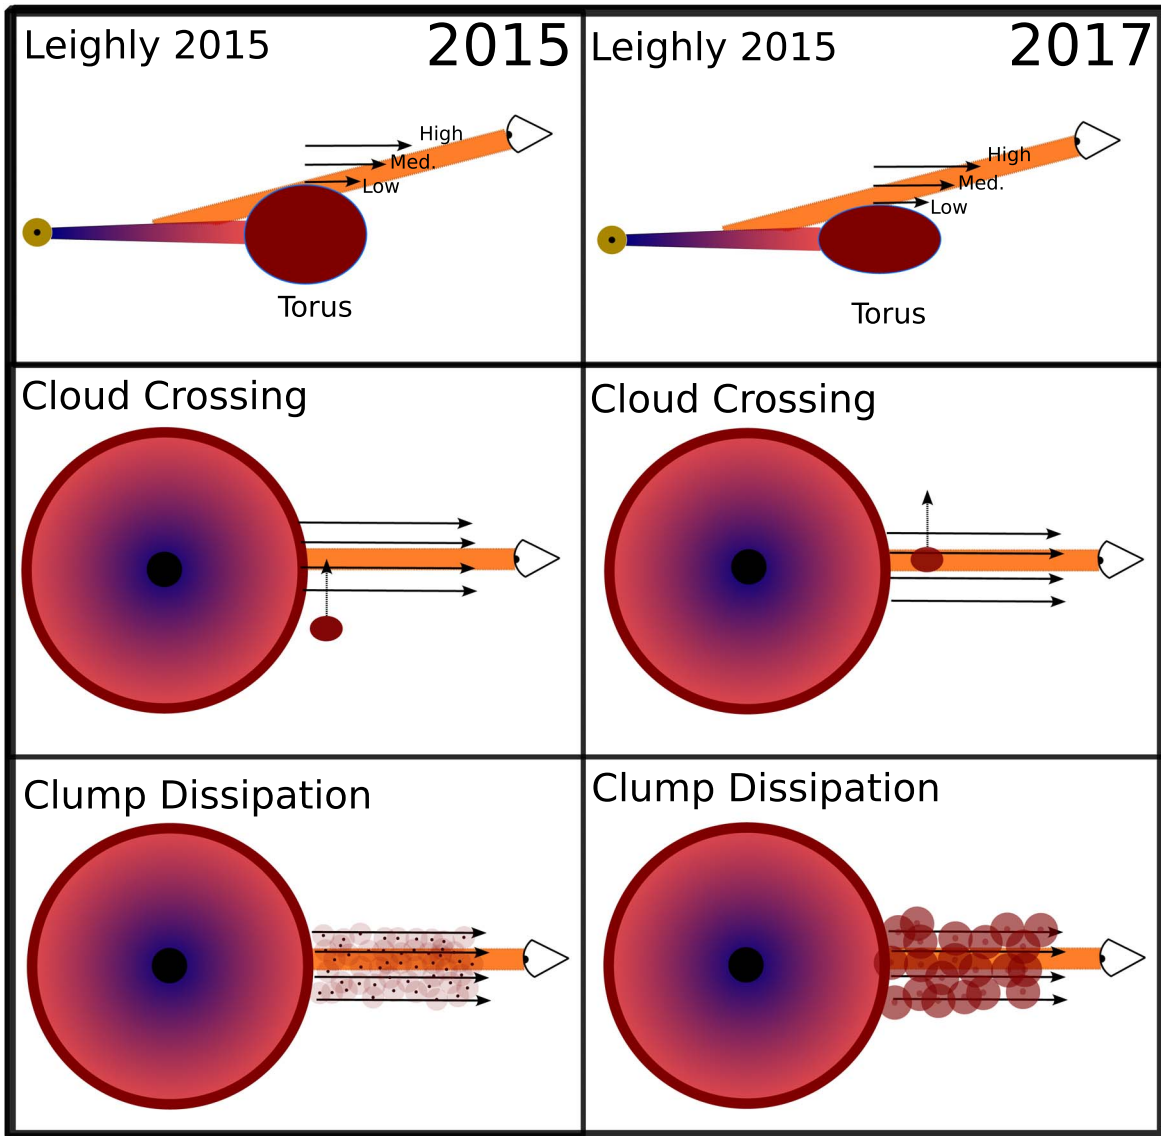 Leighly 2015
2015
High
Med.
Low
Torus
Leighly 2015
2017
High
Med.
Low
Torus
Cloud Crossing
Cloud Crossing
Clump Dissipation
Clump Dissipation